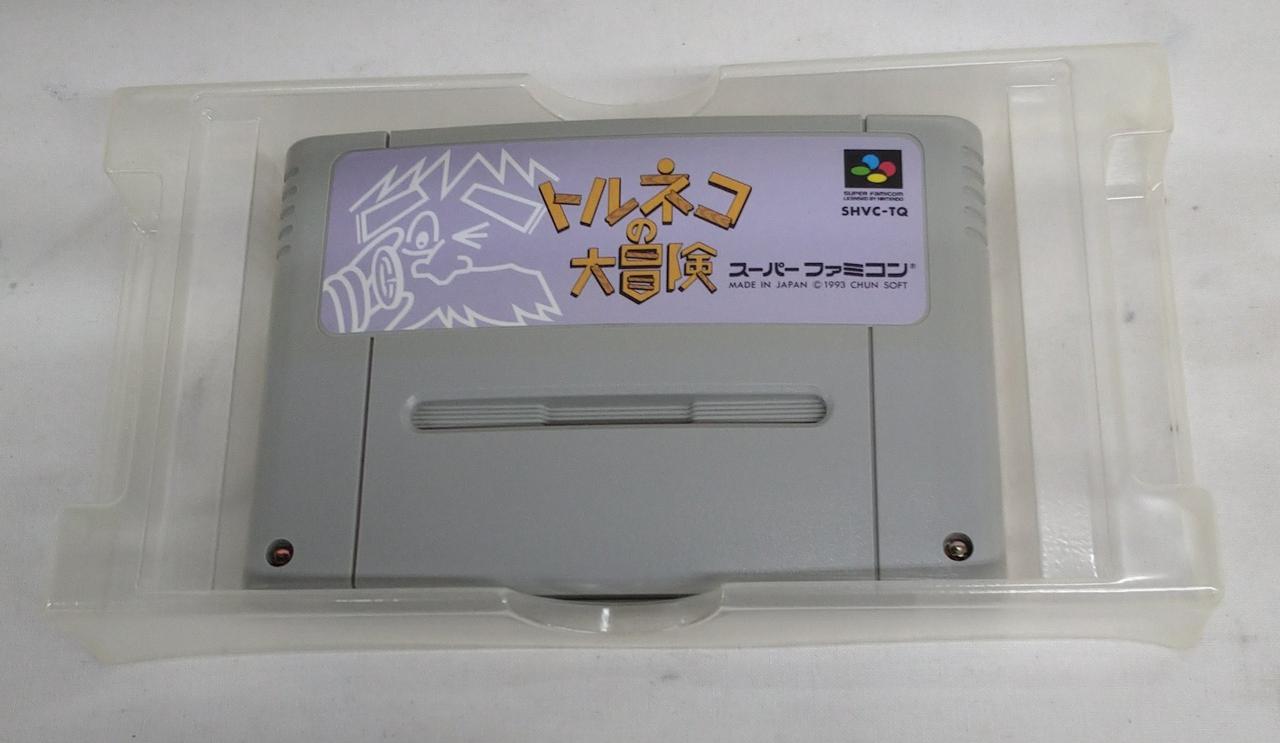 トルネコ
の
大冒険
SUPER FAMICOM
LICENSED BY NINTENDO
SHVC-TQ
スーパーファミコン®
MADE IN JAPAN ©1993 CHUN SOFT